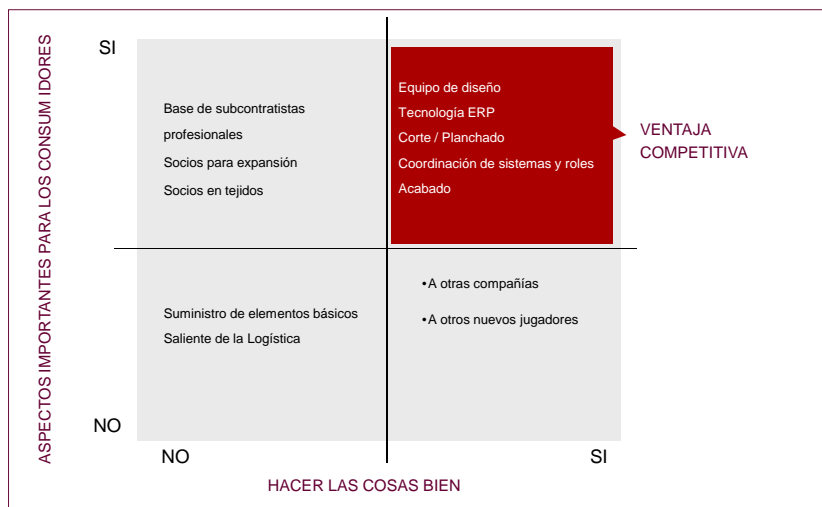 ASPECTOS IMPORTANTES PARA LOS CONSUM IDORES
SI
Base de subcontratistas
profesionales
Socios para expansión
Socios en tejidos
Equipo de diseño
Tecnología ERP
Corte / Planchado
Coordinación de sistemas y roles
Acabado
VENTAJA
COMPETITIVA
Suministro de elementos básicos
Saliente de la Logística
•A otras compañías
•A otros nuevos jugadores
NO
NO
SI
HACER LAS COSAS BIEN